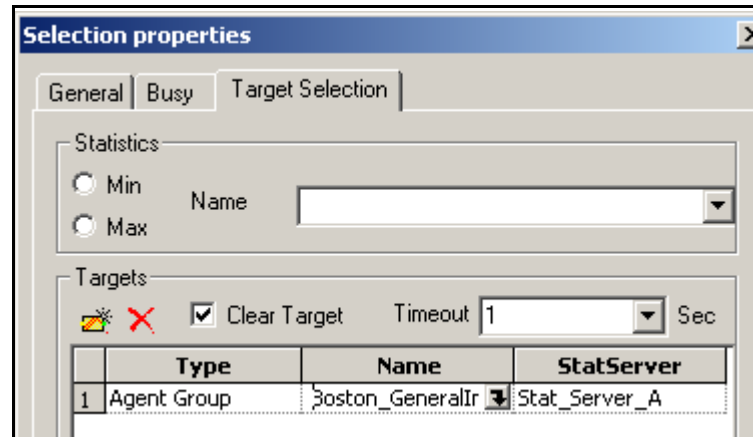 Selection properties
General Busy Target Selection
Statistics
Min
Name
Max
Targets
Clear Target Timeout 1 Sec
Type Name StatServer
1 Agent Group Boston_GeneralIr Stat_Server_A